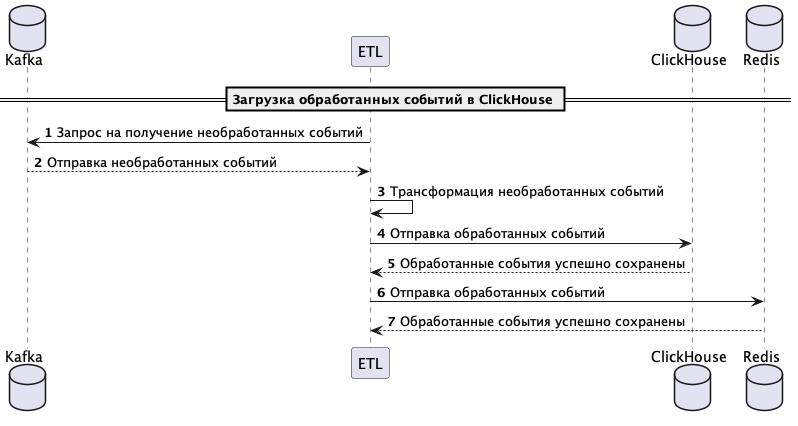 Kafka
ETL
ClickHouse
Redis
Загрузка обработанных событий в ClickHouse
1 Запрос на получение необработанных событий
2 Отправка необработанных событий
3 Трансформация необработанных событий
4 Отправка обработанных событий
5 Обработанные события успешно сохранены
6 Отправка обработанных событий
7 Обработанные события успешно сохранены
Kafka
ETL
ClickHouse
Redis